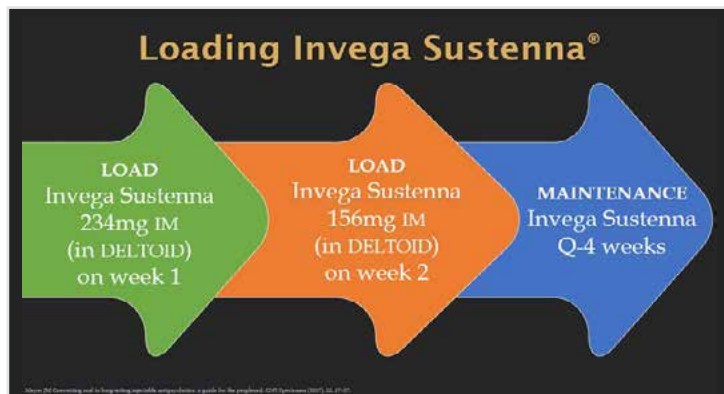 Loading Invega Sustenna®
LOAD
Invega Sustenna
234mg IM
(in DELTOID)
on week 1
LOAD
Invega Sustenna
156mg IM
(in DELTOID)
on week 2
MAINTENANCE
Invega Sustenna
Q-4 weeks